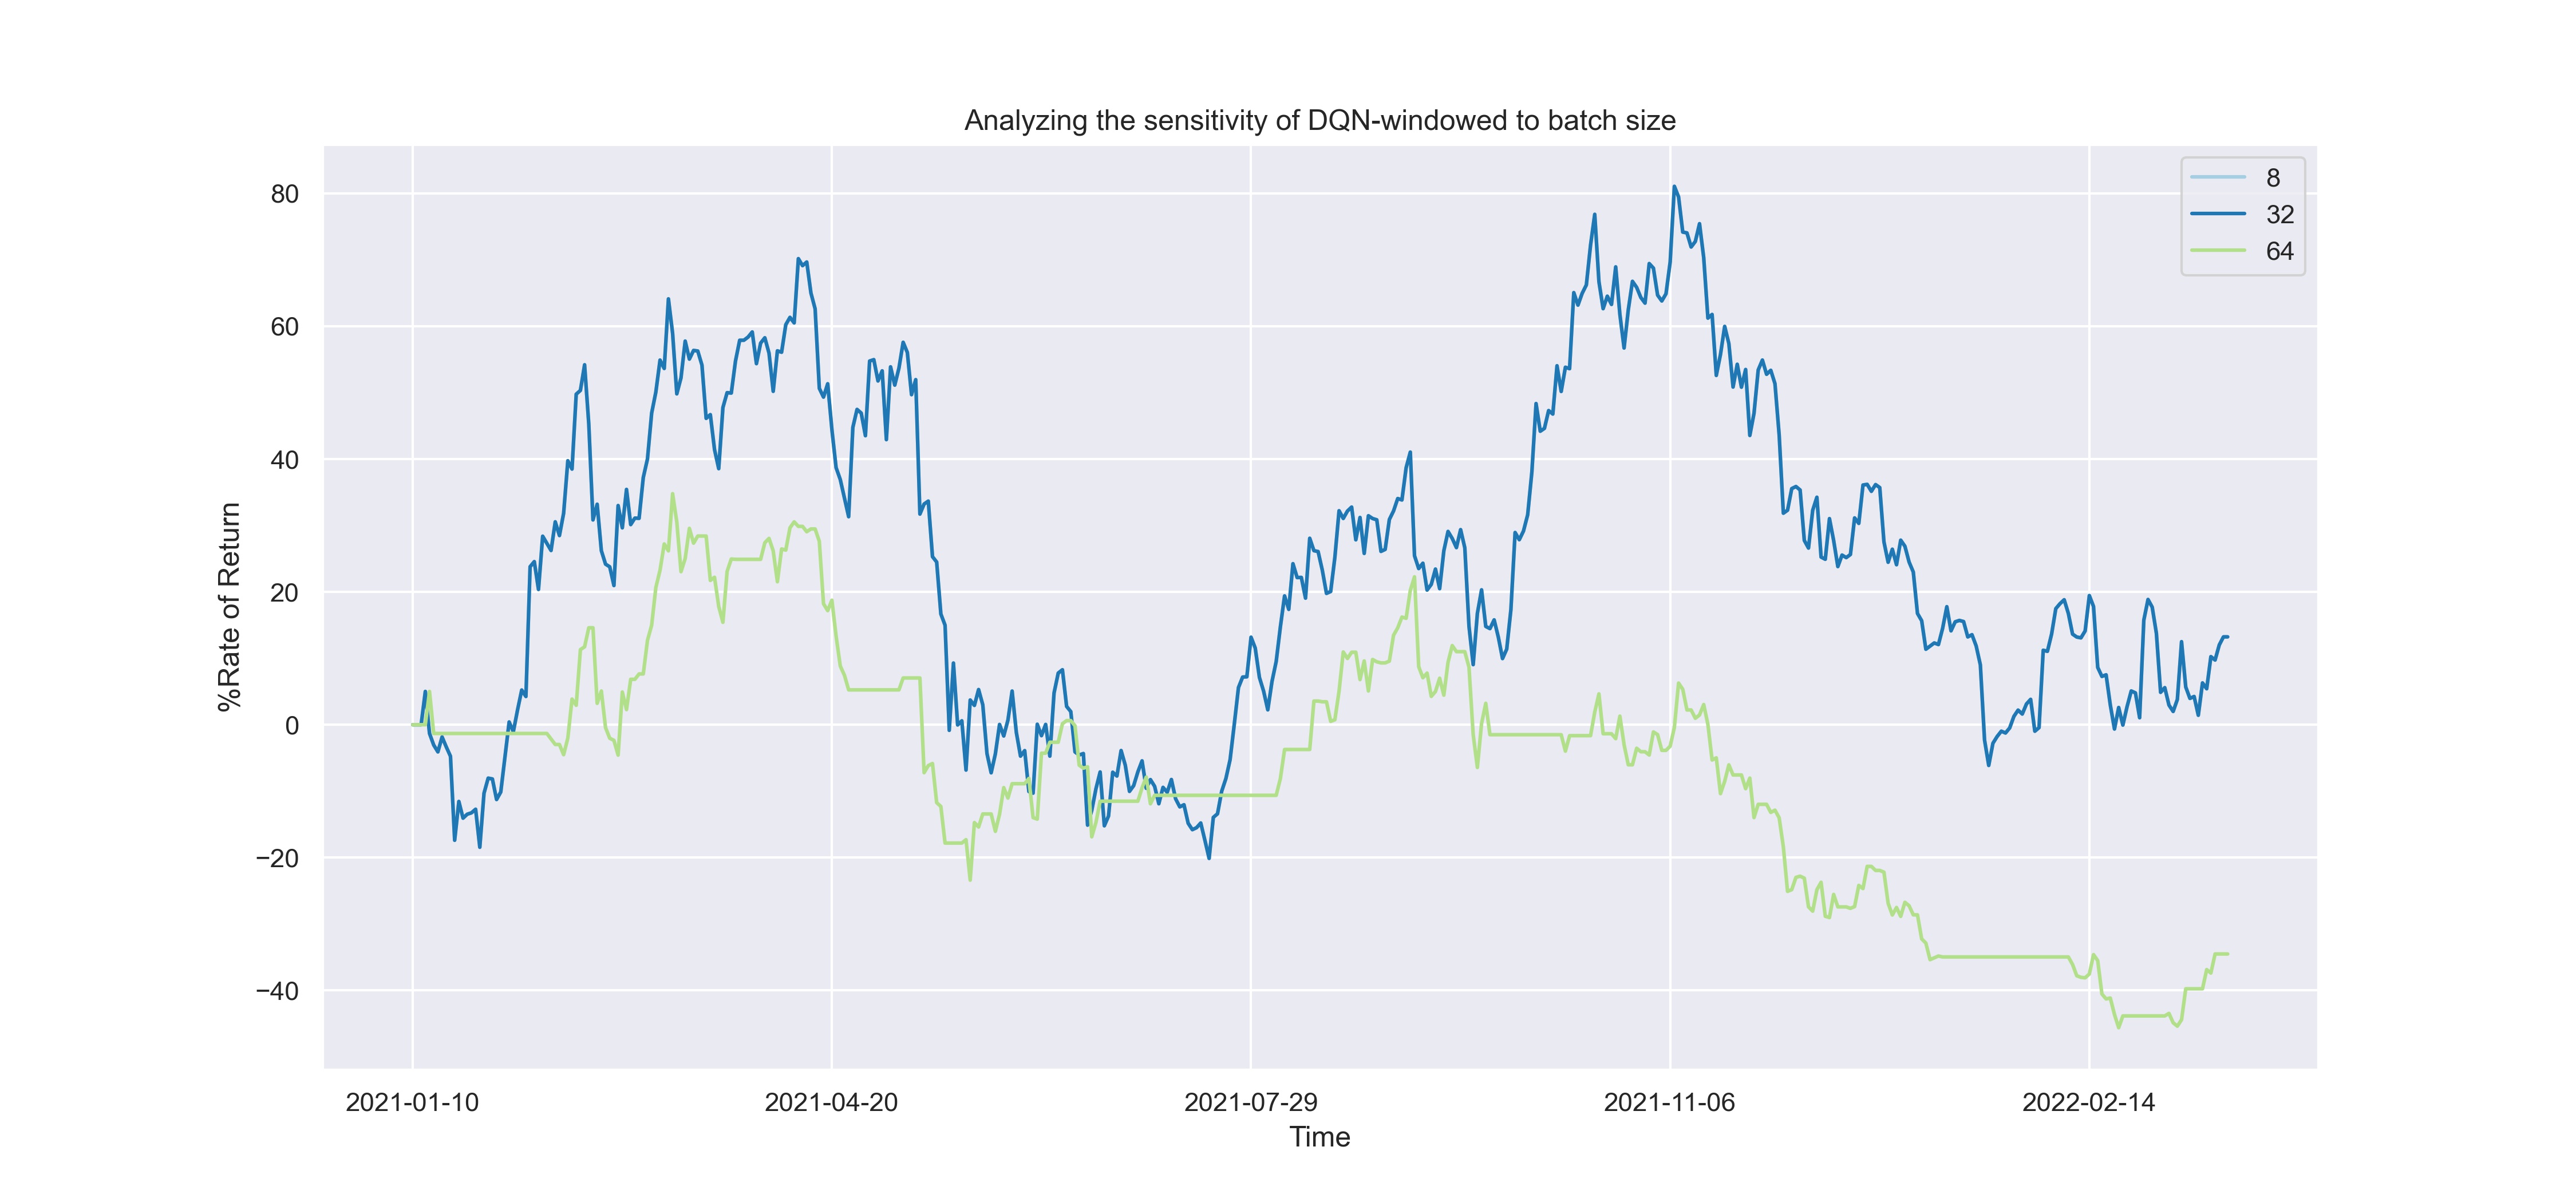 Analyzing the sensitivity of DQN-windowed to batch size
8
32
64
80
60
40
20
0
−20
−40
%Rate of Return
2021-01-10 2021-04-20 2021-07-29 2021-11-06 2022-02-14
Time